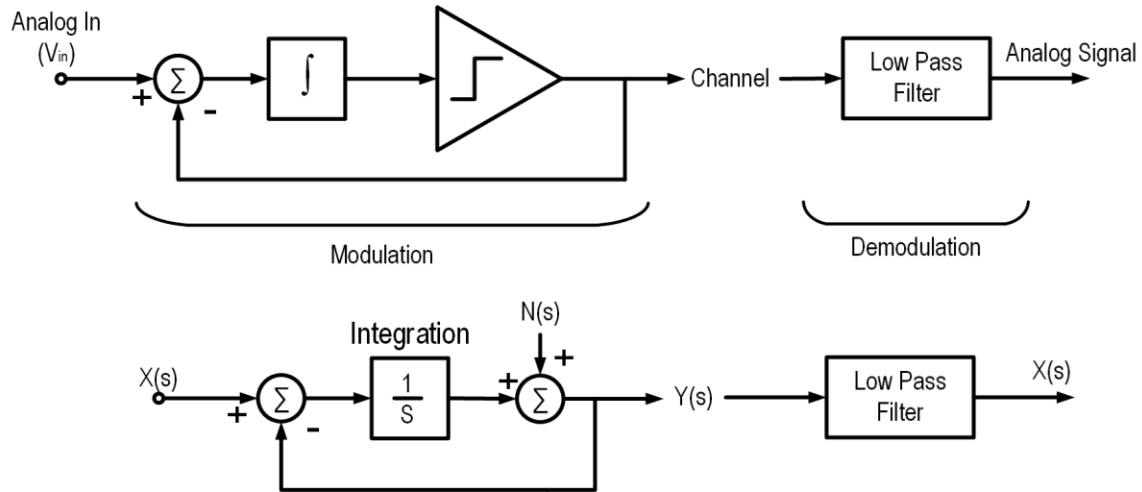 Analog In
(Vin)
+
Σ
-
∫
Channel
Low Pass
Filter
Analog Signal
Modulation
Demodulation
X(s)
+
Σ
-
Integration
1
S
N(s)
+
+
Σ
Y(s)
Low Pass
Filter
X(s)